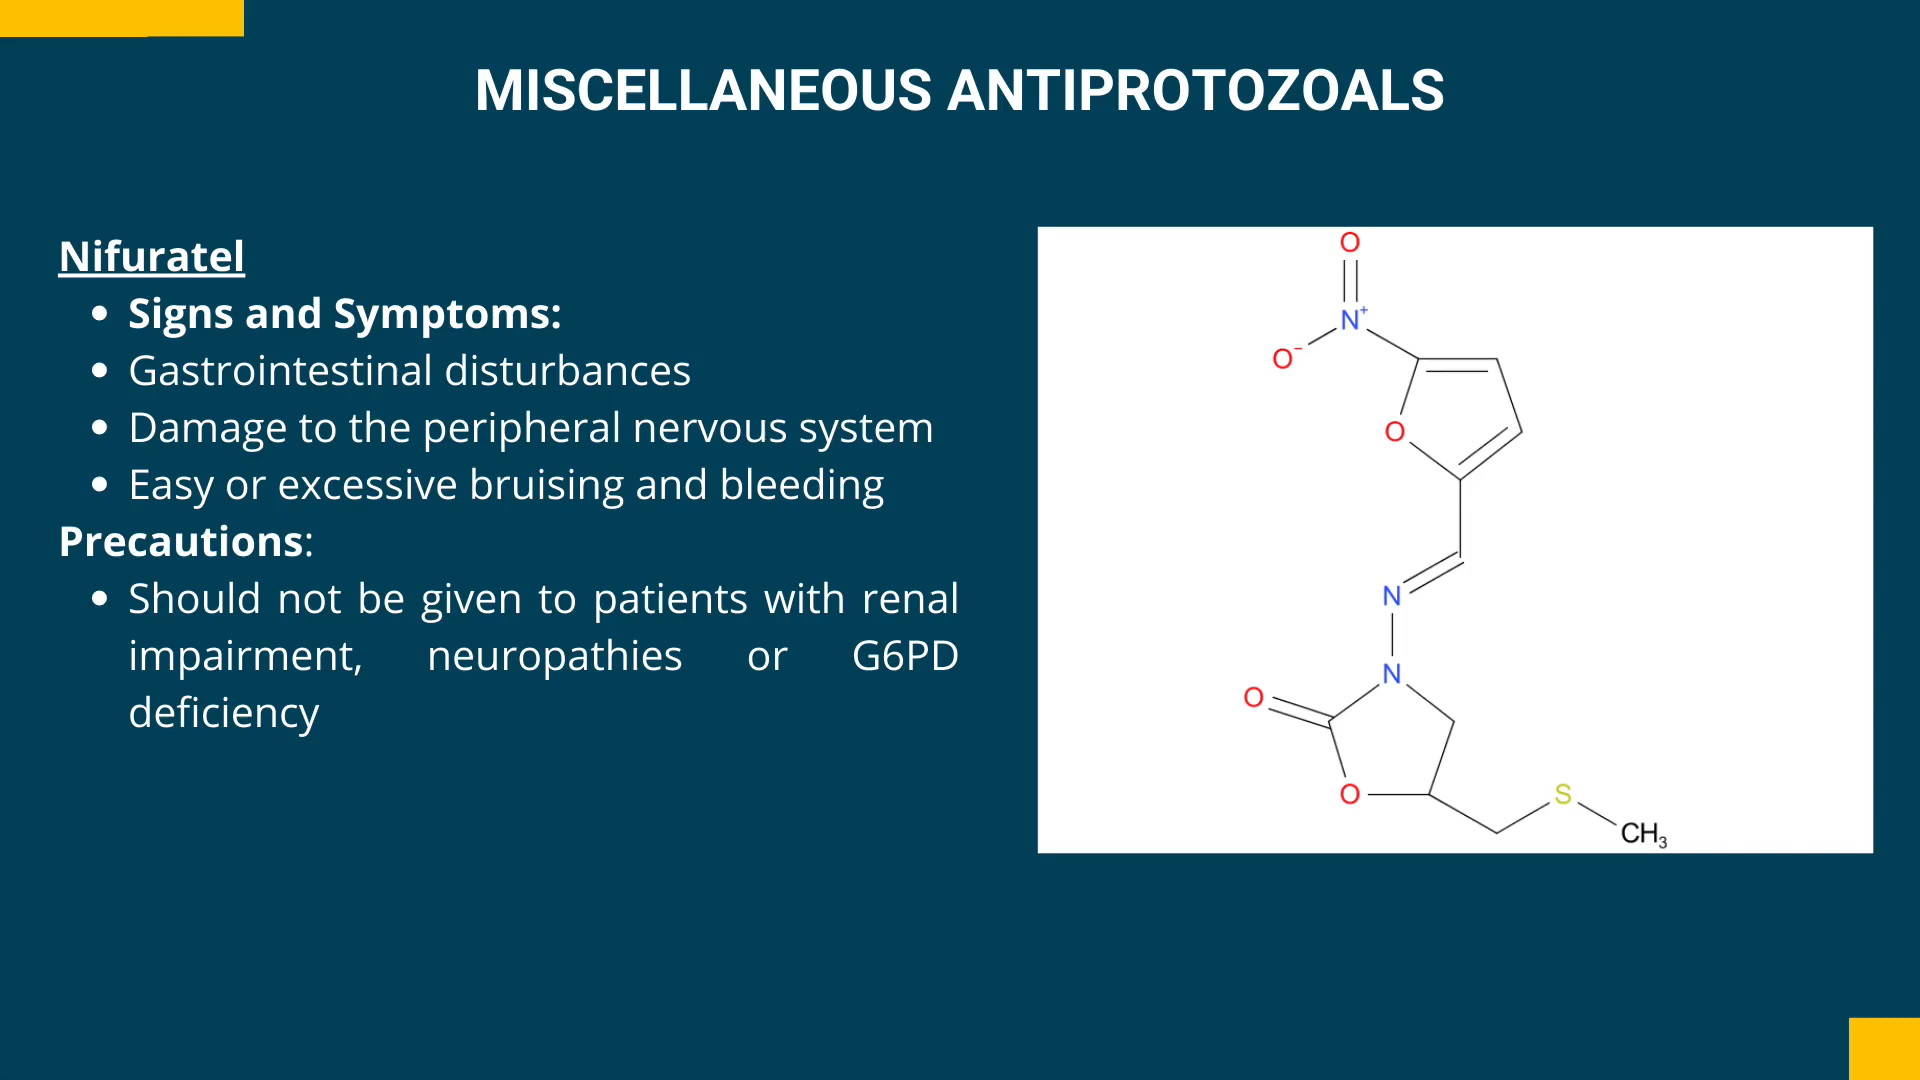 MISCELLANEOUS ANTIPROTOZOALS
Nifuratel
• Signs and Symptoms:
• Gastrointestinal disturbances
• Damage to the peripheral nervous system
• Easy or excessive bruising and bleeding
Precautions:
• Should not be given to patients with renal
impairment, neuropathies or G6PD
deficiency
O
N+
O−
O
N
N
O
O
S
CH3